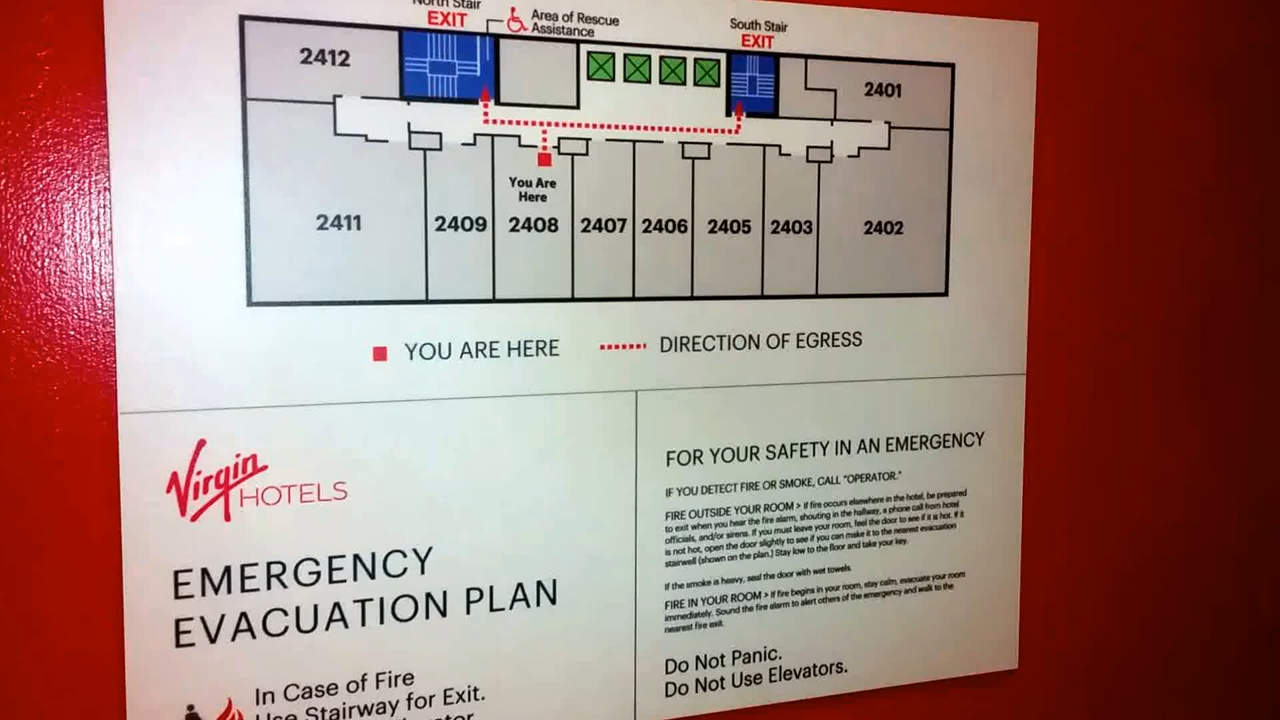 North Stair
EXIT
Area of Rescue
Assistance
South Stair
EXIT
2412
2401
You Are
Here
2411
2409
2408
2407
2406
2405
2403
2402
YOU ARE HERE
DIRECTION OF EGRESS
Virgin
HOTELS
EMERGENCY
EVACUATION PLAN
In Case of Fire
Use Stairway for Exit.
FOR YOUR SAFETY IN AN EMERGENCY
IF YOU DETECT FIRE OR SMOKE, CALL “OPERATOR.”
FIRE OUTSIDE YOUR ROOM > If fire occurs elsewhere in the hotel, be prepared
to exit when you hear the fire alarm, shouting in the hallway, a phone call from hotel
officials, and/or sirens. If you must leave your room, feel the door to see if it is hot. If it
is not hot, open the door slightly to see if you can make it to the nearest evacuation
stairwell (shown on the plan.) Stay low to the floor and take your key.
If the smoke is heavy, seal the door with wet towels.
FIRE IN YOUR ROOM > If fire begins in your room, stay calm, evacuate your room
immediately. Sound the fire alarm to alert others of the emergency and walk to the
nearest fire exit.
Do Not Panic.
Do Not Use Elevators.